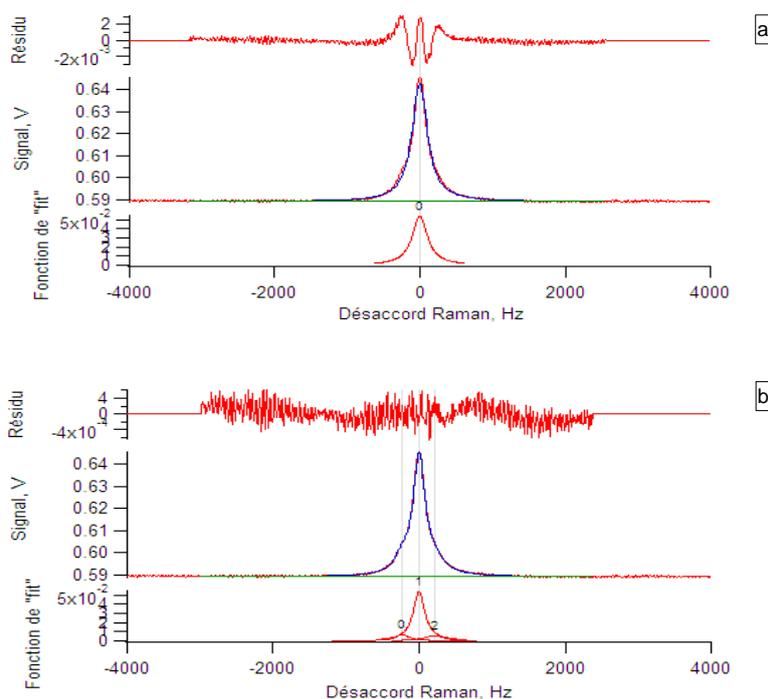 a
Résidu
2
0
-2x10⁻³
Signal, V
0.64
0.63
0.62
0.61
0.60
0.59
0
Fonction de "fit"
5x10⁻²
4
3
2
1
0
-4000 -2000 0 2000 4000
Désaccord Raman, Hz
b
Résidu
4
0
-4x10⁻⁴
Signal, V
0.64
0.63
0.62
0.61
0.60
0.59
1
Fonction de "fit"
5x10⁻²
4
3
2
1
0
0 2
-4000 -2000 0 2000 4000
Désaccord Raman, Hz